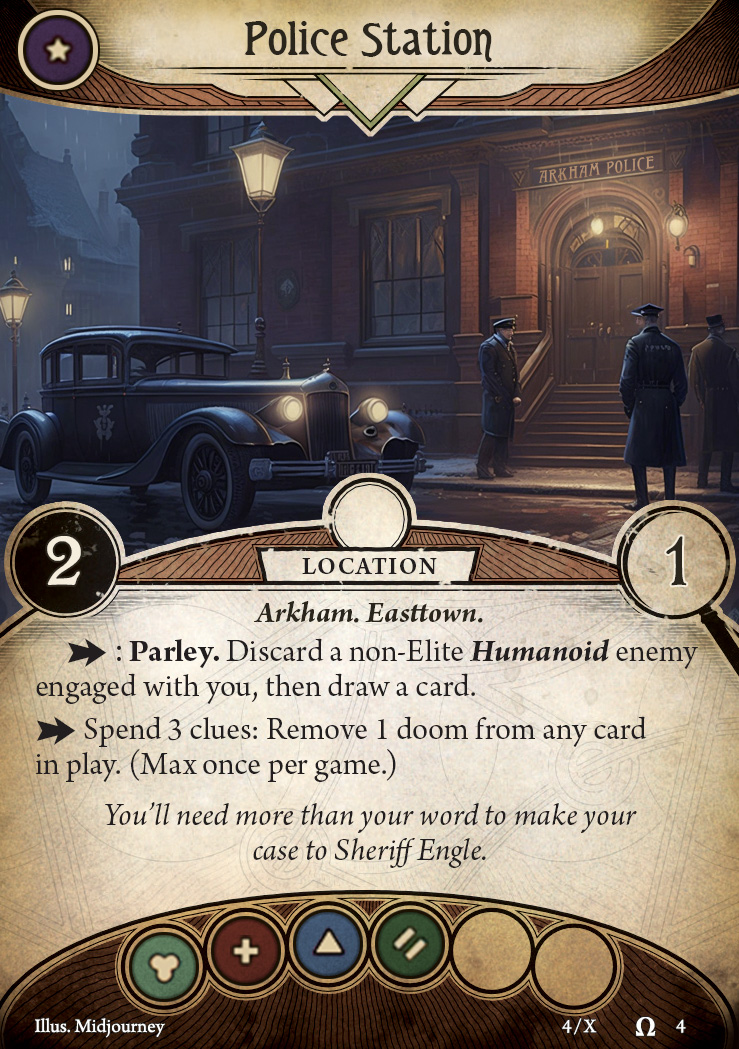 Police Station
ARKHAM POLICE
2
LOCATION
1
Arkham. Easttown.
: Parley. Discard a non-Elite Humanoid enemy
engaged with you, then draw a card.
Spend 3 clues: Remove 1 doom from any card
in play. (Max once per game.)
You'll need more than your word to make your
case to Sheriff Engle.
Illus. Midjourney
4/X Ω 4